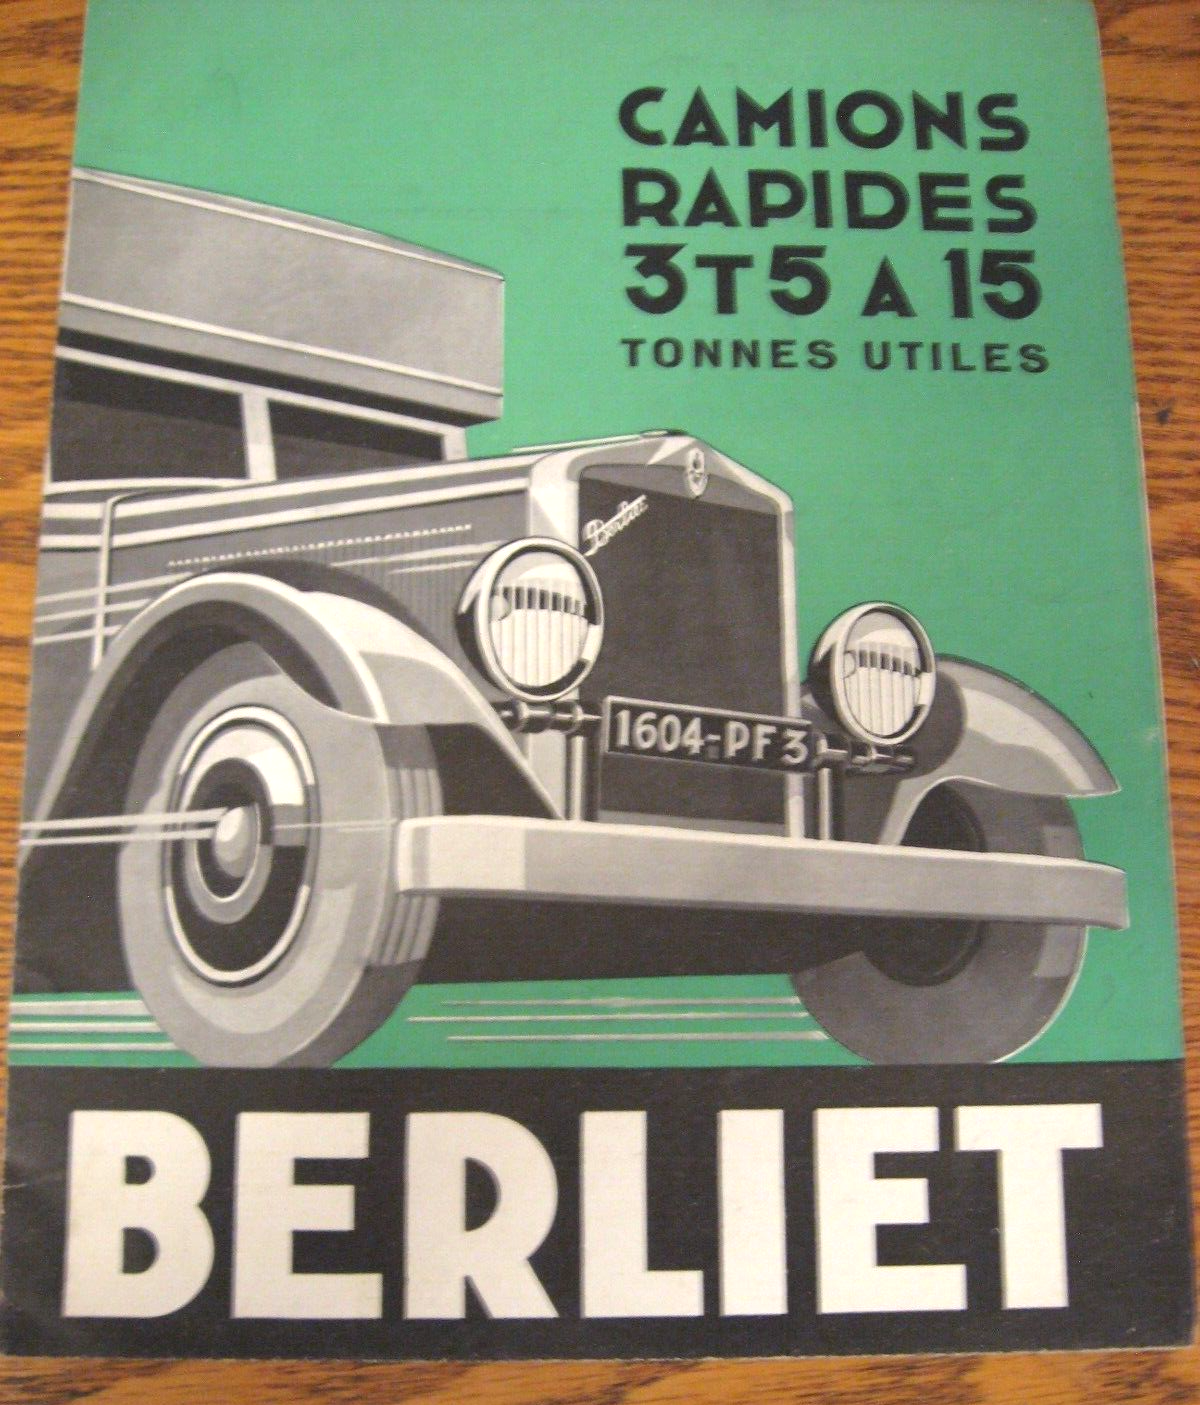 CAMIONS
RAPIDES
3T5 A 15
TONNES UTILES
Berliet
1604-PF3
BERLIET